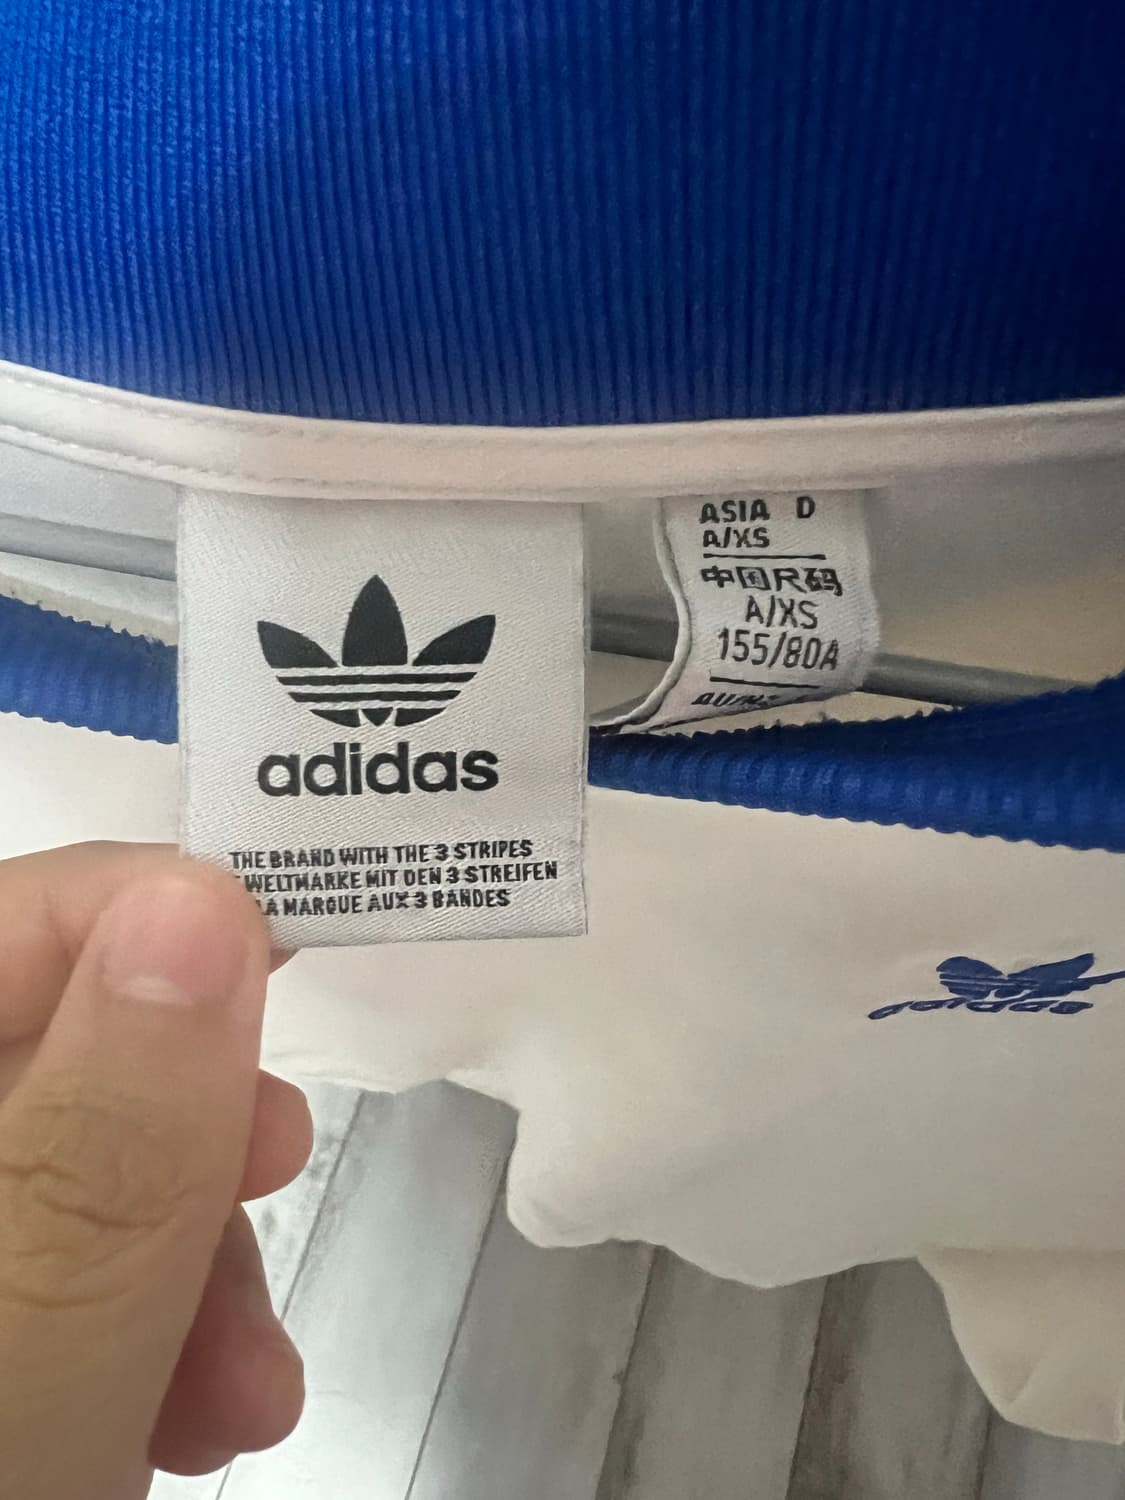 adidas
THE BRAND WITH THE 3 STRIPES
WELTMARKE MIT DEN 3 STREIFEN
LA MARQUE AUX 3 BANDES
ASIA D
A/XS
中国尺码
A/XS
155/80A
adidas